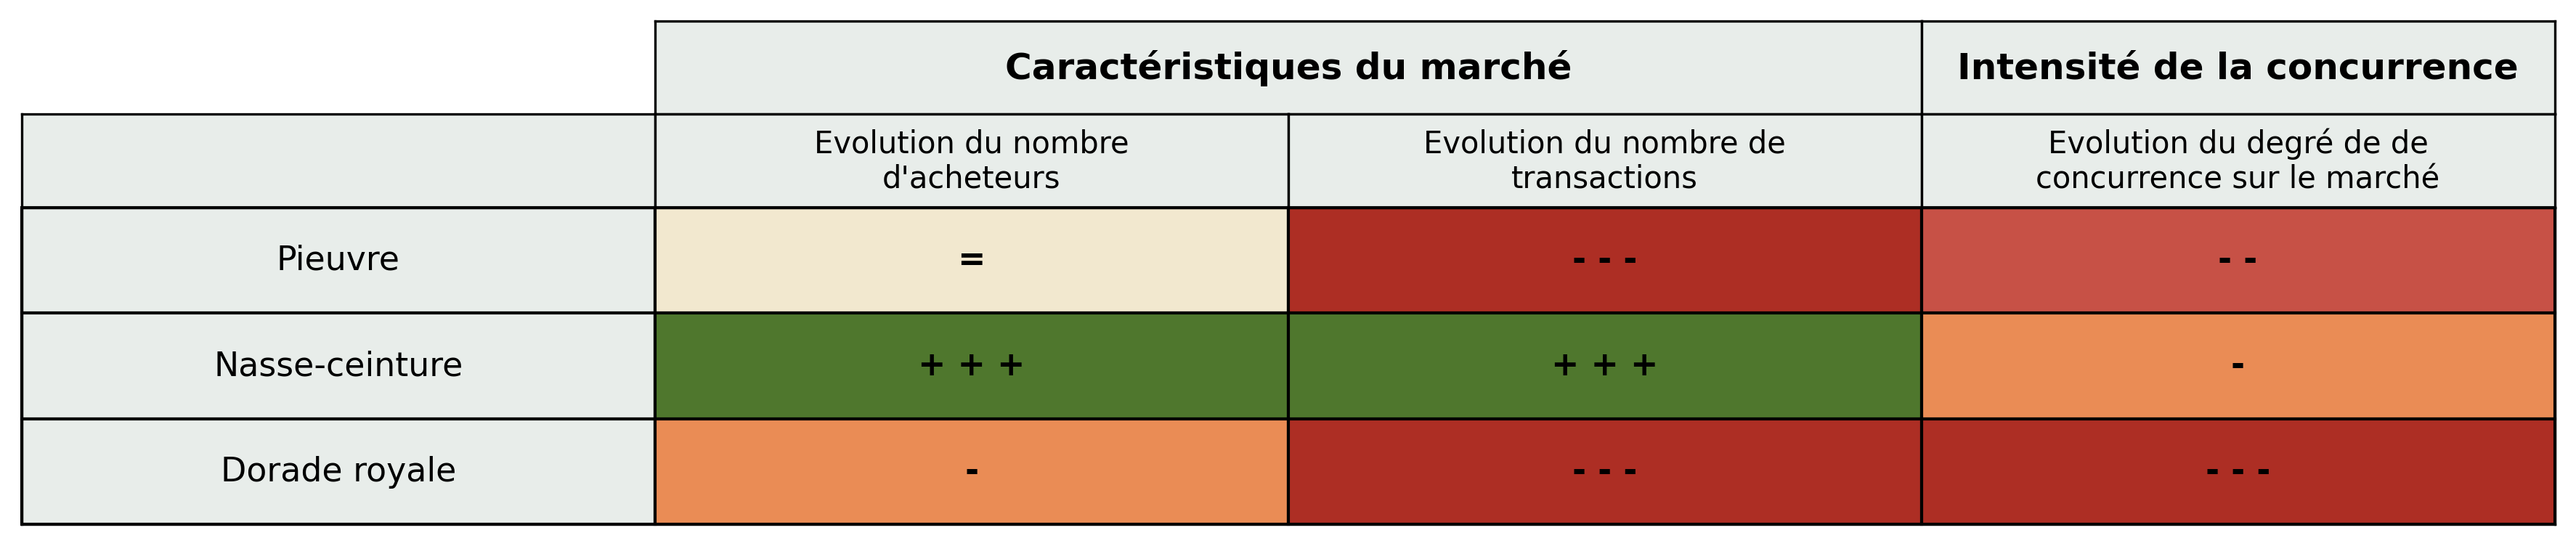 Caractéristiques du marché
Intensité de la concurrence
Evolution du nombre
d'acheteurs
Evolution du nombre de
transactions
Evolution du degré de de
concurrence sur le marché
Pieuvre
=
- - -
- -
Nasse-ceinture
+ + +
+ + +
-
Dorade royale
-
- - -
- - -